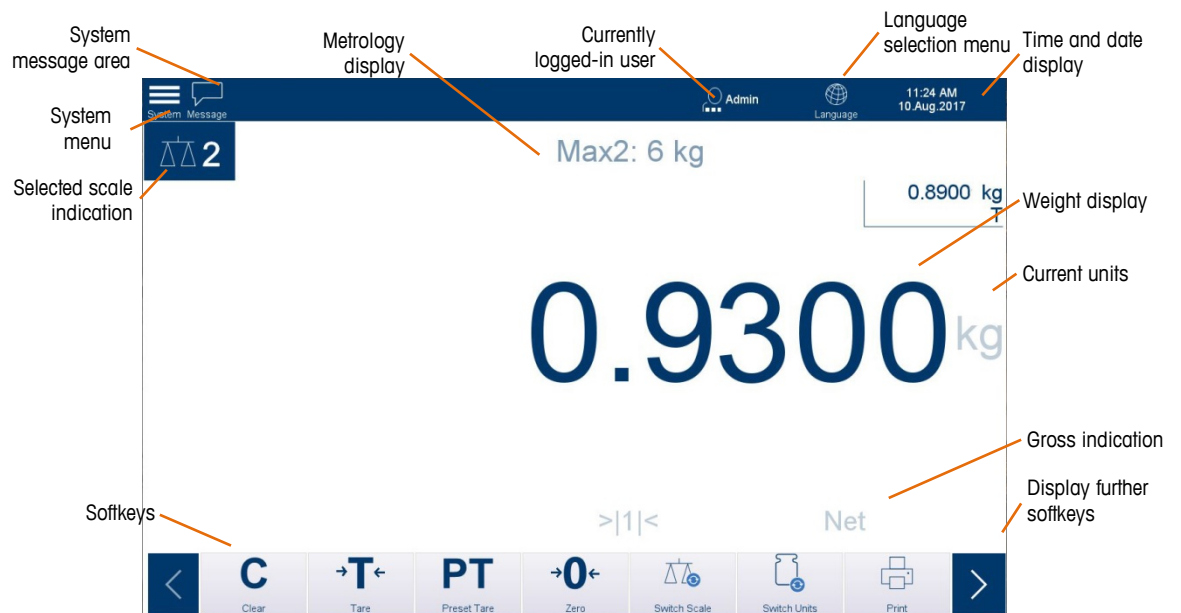 System
message area
Metrology
display
Currently
logged-in user
Language
selection menu
Time and date
display
System
menu
Selected scale
indication
System Message
Admin
Language
11:24 AM
10.Aug.2017
2
Max2: 6 kg
0.8900 kg
T
Weight display
Current units
0.9300 kg
Gross indication
Display further
softkeys
Softkeys
>|1|<
Net
C
→T←
PT
→0←
Clear
Tare
Preset Tare
Zero
Switch Scale
Switch Units
Print